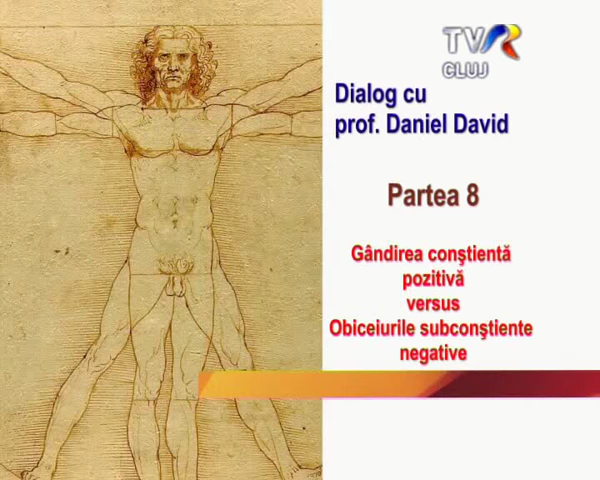 TVR
CLUJ
Dialog cu
prof. Daniel David
Partea 8
Gândirea conştientă
pozitivă
versus
Obiceiurile subconştiente
negative